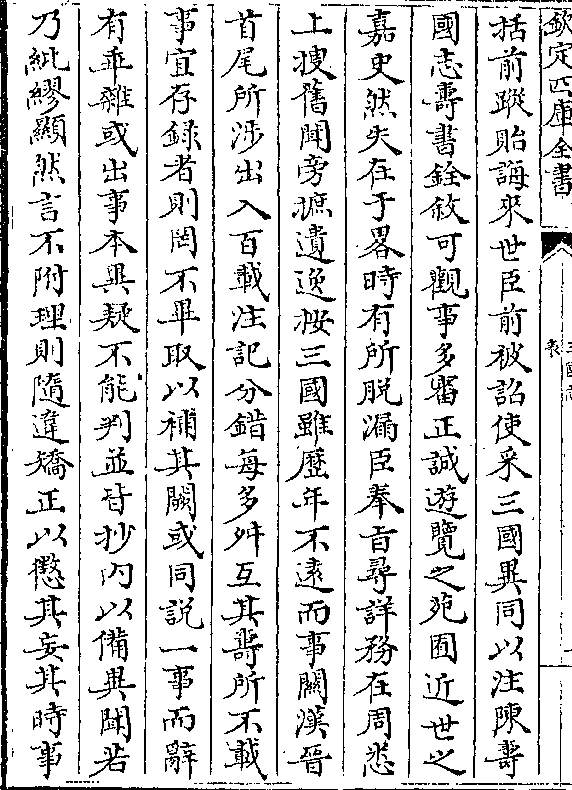 欽定四庫全書
三國志
表
括前蹤貽誨來世臣前被詔使采三國異同以注陳壽
國志壽書銓敘可觀事多審正誠遊覽之苑囿近世之
嘉史然失在于畧時有所脱漏臣奉旨尋詳務在周悉
上搜舊聞旁摭遺逸按三國雖歷年不遠而事關漢晉
首尾所涉出入百載注記分錯每多舛互其壽所不載
事宜存録者則罔不畢取以補其闕或同説一事而辭
有乖雜或出事本異疑不能判並皆抄内以備異聞若
乃紕繆顯然言不附理則隨違矯正以懲其妄其時事